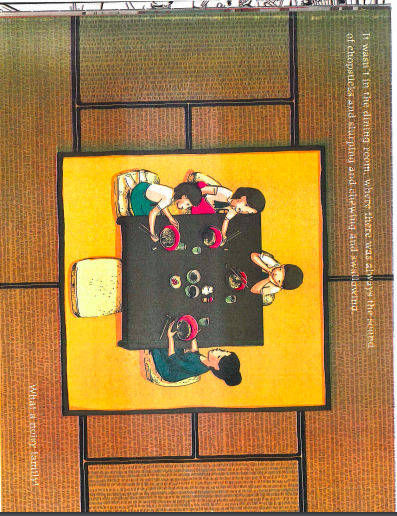 It wasn't in the dining room, where there was always the sound
of chopsticks and slurping and chewing and swallowing.
What a noisy family!